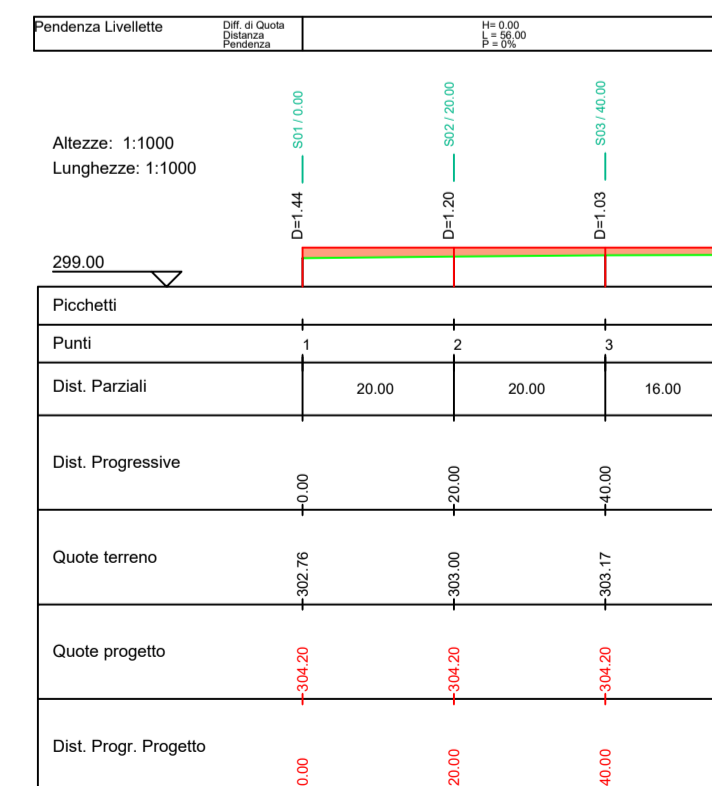 Pendenza Livellette
Diff. di Quota
Distanza
Pendenza
H= 0.00
L = 56.00
P = 0%
Altezze: 1:1000
Lunghezze: 1:1000
S01 / 0.00
S02 / 20.00
S03 / 40.00
D=1.44
D=1.20
D=1.03
299.00
Picchetti
Punti
1
2
3
Dist. Parziali
20.00
20.00
16.00
Dist. Progressive
0.00
20.00
40.00
Quote terreno
302.76
303.00
303.17
Quote progetto
304.20
304.20
304.20
Dist. Progr. Progetto
0.00
20.00
40.00